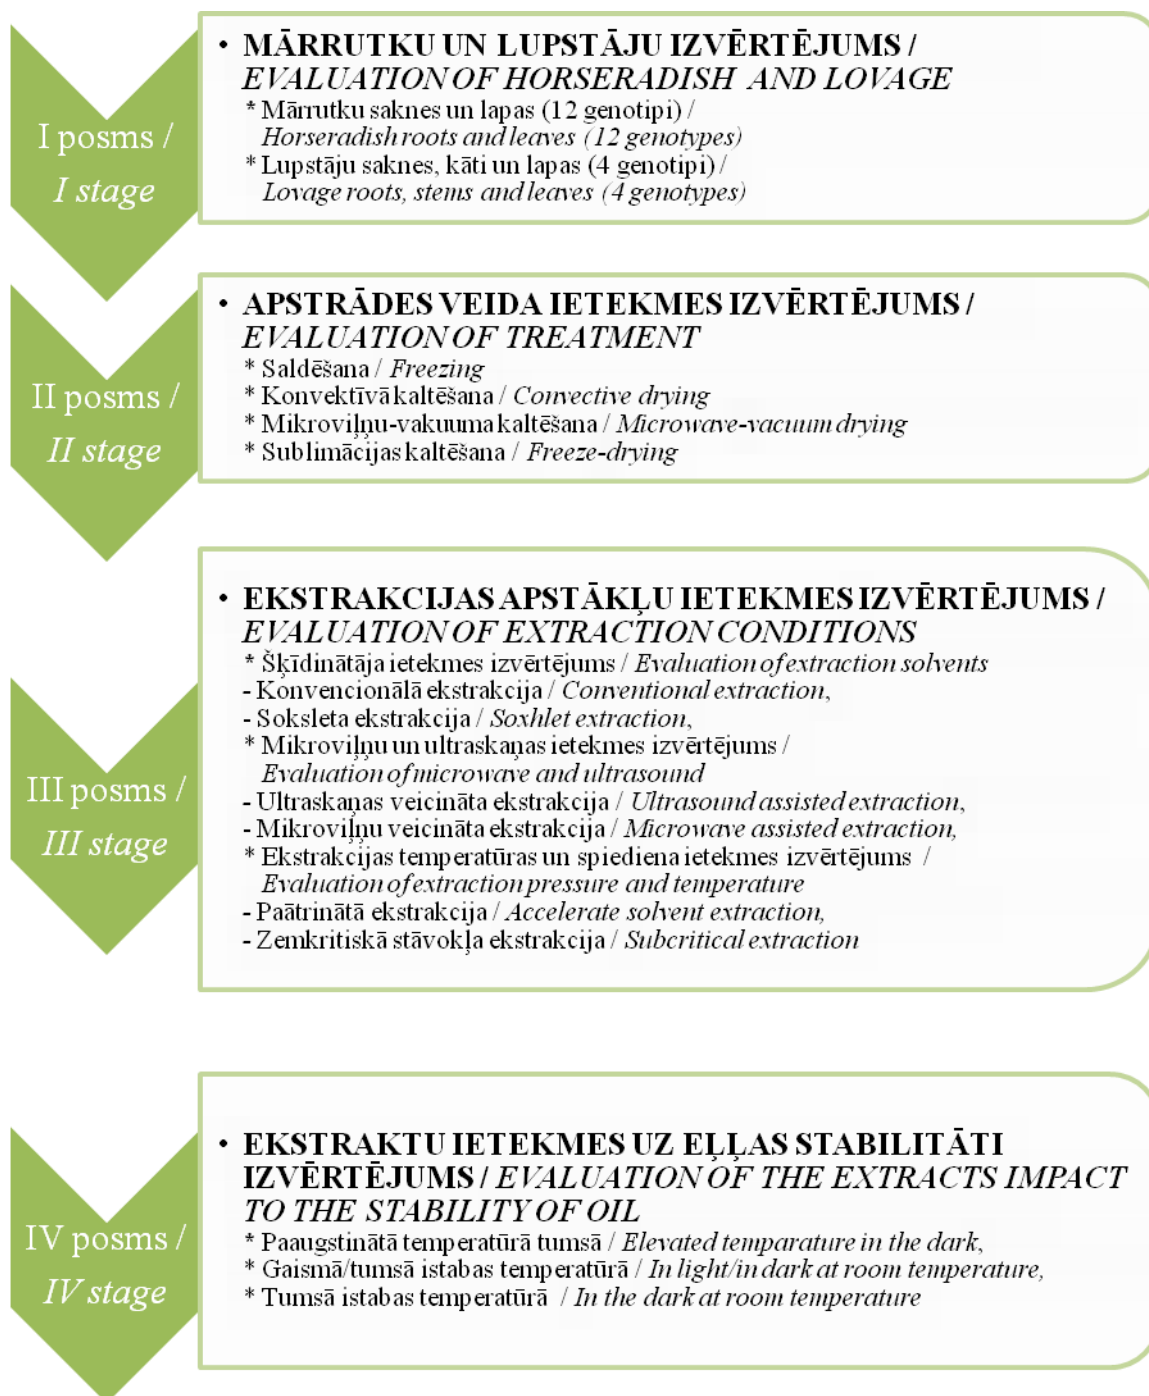 I posms /
I stage
• MĀRRUTKU UN LUPSTĀJU IZVĒRTĒJUMS /
EVALUATION OF HORSERADISH AND LOVAGE
* Mārrutku saknes un lapas (12 genotipi) /
Horseradish roots and leaves (12 genotypes)
* Lupstāju saknes, kāti un lapas (4 genotipi) /
Lovage roots, stems and leaves (4 genotypes)
II posms /
II stage
• APSTRĀDES VEIDA IETEKMES IZVĒRTĒJUMS /
EVALUATION OF TREATMENT
* Saldēšana / Freezing
* Konvektīvā kaltēšana / Convective drying
* Mikroviļņu-vakuuma kaltēšana / Microwave-vacuum drying
* Sublimācijas kaltēšana / Freeze-drying
III posms /
III stage
• EKSTRAKCIJAS APSTĀKĻU IETEKMES IZVĒRTĒJUMS /
EVALUATION OF EXTRACTION CONDITIONS
* Šķīdinātāja ietekmes izvērtējums / Evaluation of extraction solvents
- Konvencionālā ekstrakcija / Conventional extraction,
- Soksleta ekstrakcija / Soxhlet extraction,
* Mikroviļņu un ultraskaņas ietekmes izvērtējums /
Evaluation of microwave and ultrasound
- Ultraskaņas veicināta ekstrakcija / Ultrasound assisted extraction,
- Mikroviļņu veicināta ekstrakcija / Microwave assisted extraction,
* Ekstrakcijas temperatūras un spiediena ietekmes izvērtējums /
Evaluation of extraction pressure and temperature
- Paātrinātā ekstrakcija / Accelerate solvent extraction,
- Zemkritiskā stāvokļa ekstrakcija / Subcritical extraction
IV posms /
IV stage
• EKSTRAKTU IETEKMES UZ EĻĻAS STABILITĀTI
IZVĒRTĒJUMS / EVALUATION OF THE EXTRACTS IMPACT
TO THE STABILITY OF OIL
* Paaugstinātā temperatūrā tumsā / Elevated temparature in the dark,
* Gaismā/tumsā istabas temperatūrā / In light/in dark at room temperature,
* Tumsā istabas temperatūrā / In the dark at room temperature